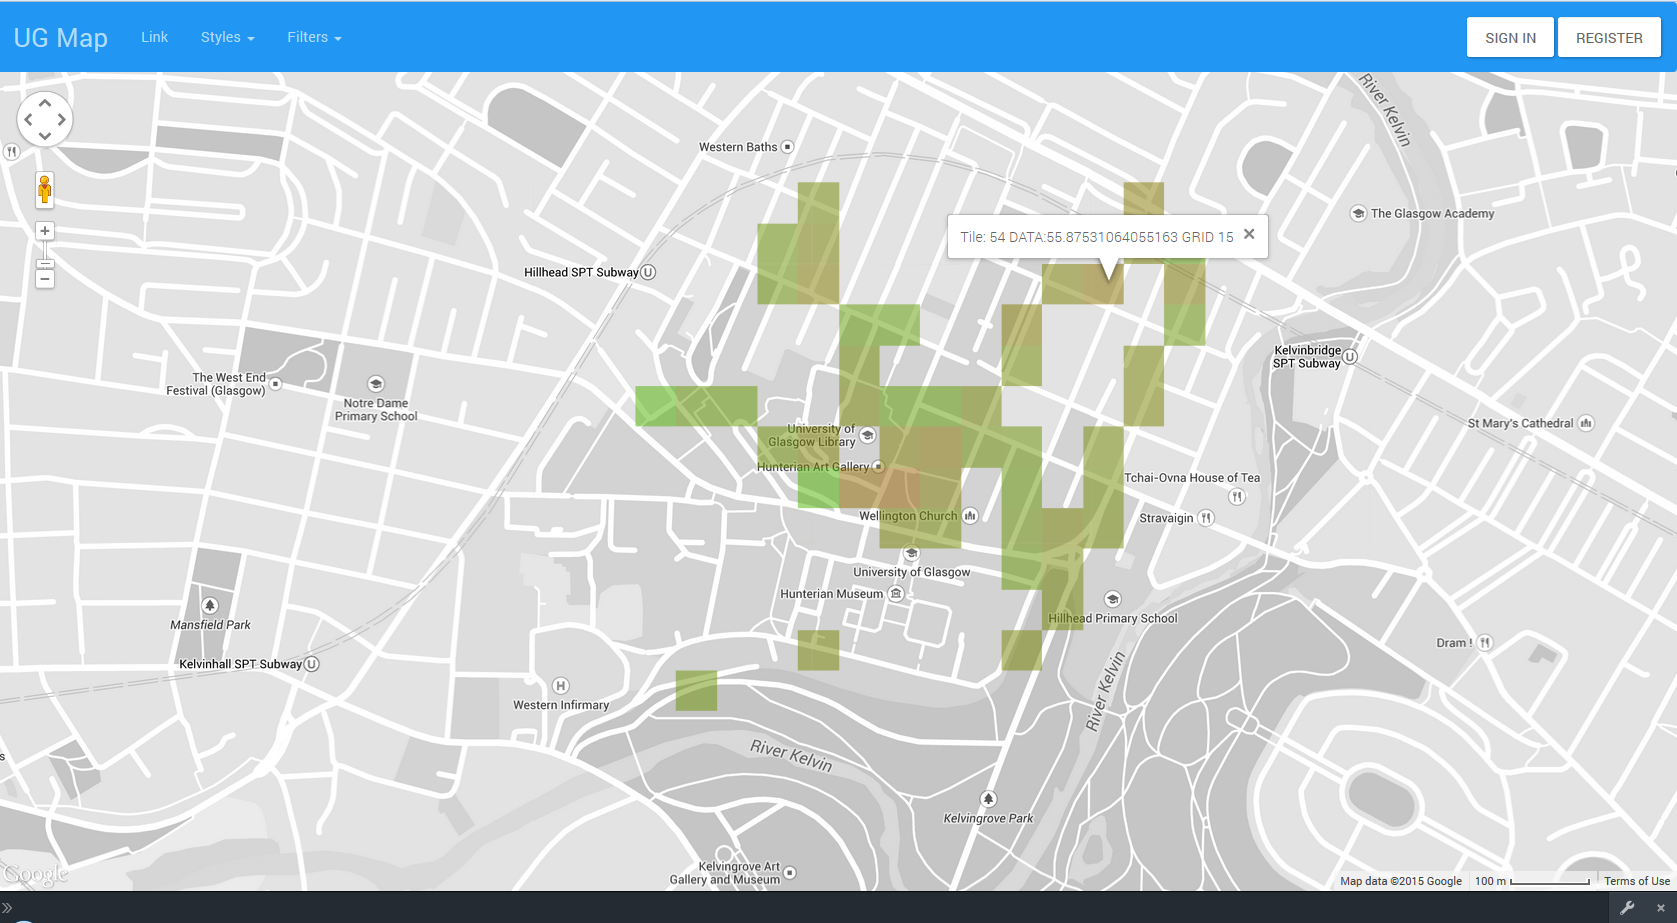 UG Map
Link
Styles
Filters
SIGN IN
REGISTER
River Kelvin
Western Baths
The Glasgow Academy
Tile: 54 DATA:55.87531064055163 GRID 15
Hillhead SPT Subway
Kelvinbridge
SPT Subway
The West End
Festival (Glasgow)
Notre Dame
Primary School
St Mary's Cathedral
University of
Glasgow Library
Hunterian Art Gallery
Tchai-Ovna House of Tea
Wellington Church
Stravaigin
University of Glasgow
Hunterian Museum
Hillhead Primary School
Mansfield Park
Dram !
Kelvinhall SPT Subway
River Kelvin
Western Infirmary
River Kelvin
Kelvingrove Park
Kelvingrove Art
Gallery and Museum
Google
Map data ©2015 Google
100 m
Terms of Use